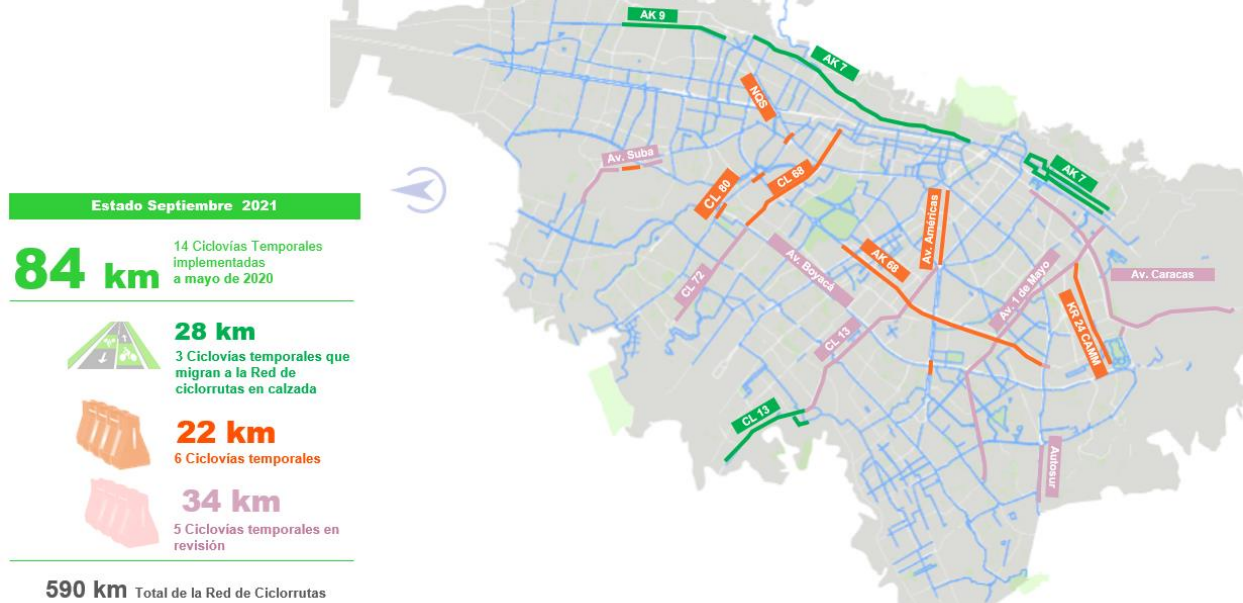 Estado Septiembre 2021
84 km
14 Ciclovías Temporales
implementadas
a mayo de 2020
28 km
3 Ciclovías temporales que
migran a la Red de
ciclorrutas en calzada
22 km
6 Ciclovías temporales
34 km
5 Ciclovías temporales en
revisión
590 km Total de la Red de Ciclorrutas
AK 9
AK 7
NQS
Av. Suba
CL 80
CL 68
AK 7
Av. Américas
Av. Boyacá
AK 68
CL 72
Av. 1 de Mayo
Av. Caracas
CL 13
KR 24 CAMM
CL 13
Autosur